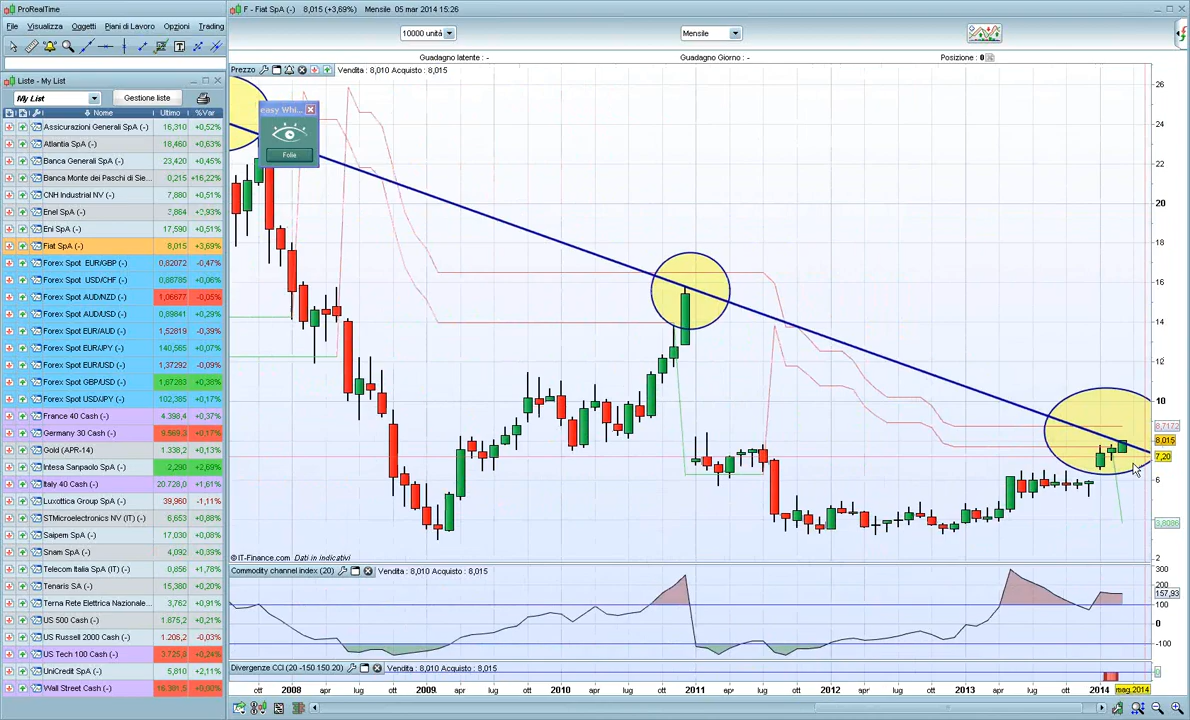 ProRealTime
File Visualizza Oggetti Piani di Lavoro Opzioni Trading
Liste - My List
My List Gestione liste
Nome Ultimo %Var
Assicurazioni Generali SpA (-) 16,310 +0,52%
Atlantia SpA (-) 18,460 +0,63%
Banca Generali SpA (-) 23,420 +0,45%
Banca Monte dei Paschi di Sie... 0,215 +16,22%
CNH Industrial NV (-) 7,880 +0,51%
Enel SpA (-) 3,864 +3,93%
Eni SpA (-) 17,590 +0,51%
Fiat SpA (-) 8,015 +3,69%
Forex Spot EUR/GBP (-) 0,82072 -0,47%
Forex Spot USD/CHF (-) 0,88785 +0,06%
Forex Spot AUD/NZD (-) 1,06677 -0,05%
Forex Spot AUD/USD (-) 0,89841 +0,29%
Forex Spot EUR/AUD (-) 1,52819 -0,39%
Forex Spot EUR/JPY (-) 140,565 +0,07%
Forex Spot EUR/USD (-) 1,37292 -0,09%
Forex Spot GBP/USD (-) 1,67283 +0,38%
Forex Spot USD/JPY (-) 102,385 +0,17%
France 40 Cash (-) 4.398,4 +0,37%
Germany 30 Cash (-) 9.569,3 +0,17%
Gold (APR-14) 1.338,2 +0,13%
Intesa Sanpaolo SpA (-) 2,290 +2,69%
Italy 40 Cash (-) 20.728,0 +1,61%
Luxottica Group SpA (-) 39,960 -1,11%
STMicroelectronics NV (IT) (-) 6,653 +0,88%
Saipem SpA (-) 17,030 +0,08%
Snam SpA (-) 4,092 +0,39%
Telecom Italia SpA (IT) (-) 0,856 +1,78%
Tenaris SA (-) 15,380 +0,20%
Terna Rete Elettrica Nazionale... 3,762 +0,91%
US 500 Cash (-) 1.875,2 +0,21%
US Russell 2000 Cash (-) 1.206,2 -0,03%
US Tech 100 Cash (-) 3.725,8 +0,24%
UniCredit SpA (-) 5,810 +2,11%
Wall Street Cash (-) 16.381,5 +0,00%
F - Fiat SpA (-) 8,015 (+3,69%) Mensile 05 mar 2014 15:26
10000 unità Mensile
Guadagno latente : - Guadagno Giorno : - Posizione : 0
Prezzo Vendita : 8,010 Acquisto : 8,015
easy Whi...
Folie
26
24
22
20
18
16
14
12
10
8,7172
8,015
7,20
6
3,8086
2
© IT-Finance.com Dati in indicativi
Commodity channel index (20) Vendita : 8,010 Acquisto : 8,015
300
200
157,93
100
0
-100
Divergenze CCI (20 -150 150 20) Vendita : 8,010 Acquisto : 8,015
0
ott 2008 apr lug ott 2009 apr lug ott 2010 apr lug ott 2011 apr lug ott 2012 apr lug ott 2013 apr lug ott 2014 mag 2014